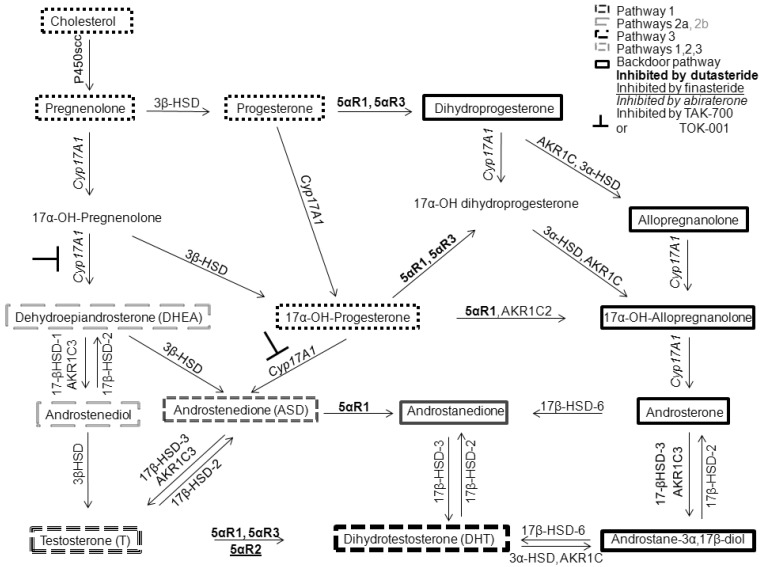 Cholesterol
Pathway 1
Pathways 2a, 2b
Pathway 3
Pathways 1,2,3
Backdoor pathway
Inhibited by dutasteride
Inhibited by finasteride
Inhibited by abiraterone
Inhibited by TAK-700
or TOK-001
P450scc
Pregnenolone
3β-HSD
Progesterone
5αR1, 5αR3
Dihydroprogesterone
Cyp17A1
Cyp17A1
Cyp17A1
AKR1C, 3α-HSD
17α-OH-Pregnenolone
17α-OH dihydroprogesterone
Allopregnanolone
Cyp17A1
3β-HSD
5αR1, 5αR3
3α-HSD, AKR1C
Cyp17A1
Dehydroepiandrosterone (DHEA)
17α-OH-Progesterone
5αR1, AKR1C2
17α-OH-Allopregnanolone
17-βHSD-1
AKR1C3
17β-HSD-2
3β-HSD
Cyp17A1
Cyp17A1
Androstenediol
Androstenedione (ASD)
5αR1
Androstanedione
17β-HSD-6
Androsterone
3βHSD
17β-HSD-3
AKR1C3
17β-HSD-2
17β-HSD-3
17β-HSD-2
17-βHSD-3
AKR1C3
17β-HSD-2
Testosterone (T)
5αR1, 5αR3
5αR2
Dihydrotestosterone (DHT)
17β-HSD-6
3α-HSD, AKR1C
Androstane-3α,17β-diol